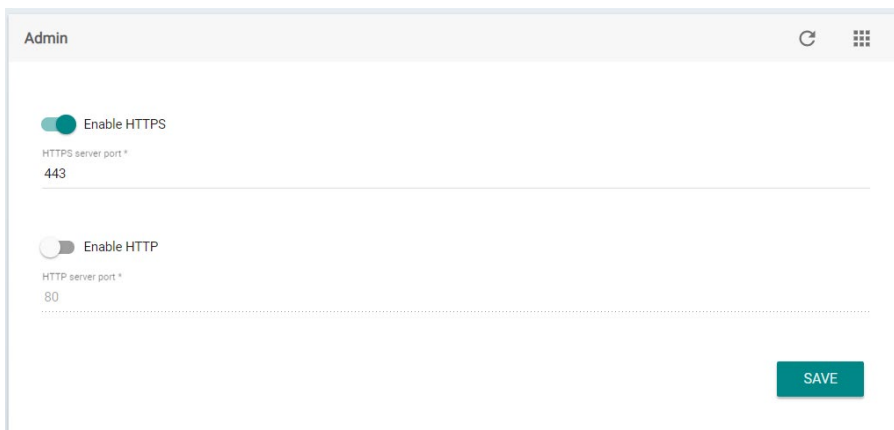 Admin
Enable HTTPS
HTTPS server port *
443
Enable HTTP
HTTP server port *
80
SAVE